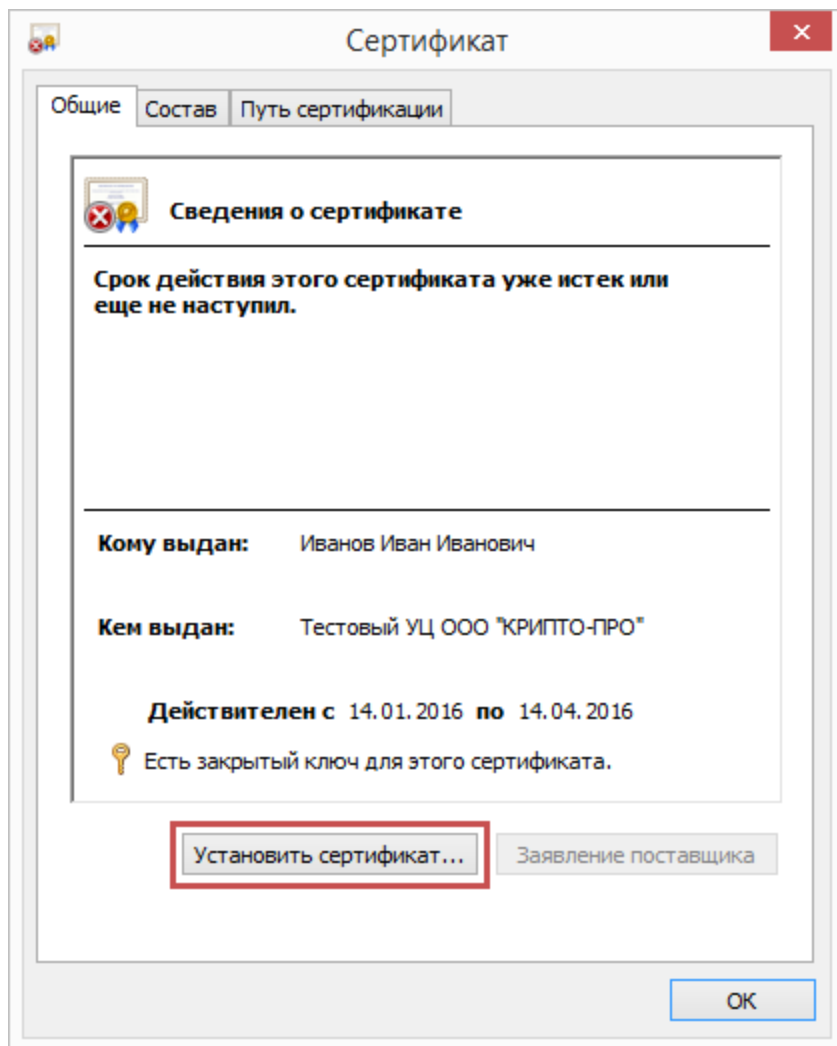 Сертификат
Общие Состав Путь сертификации
Сведения о сертификате
Срок действия этого сертификата уже истек или
еще не наступил.
Кому выдан: Иванов Иван Иванович
Кем выдан: Тестовый УЦ ООО "КРИПТО-ПРО"
Действителен с 14.01.2016 по 14.04.2016
Есть закрытый ключ для этого сертификата.
Установить сертификат... Заявление поставщика
ОК